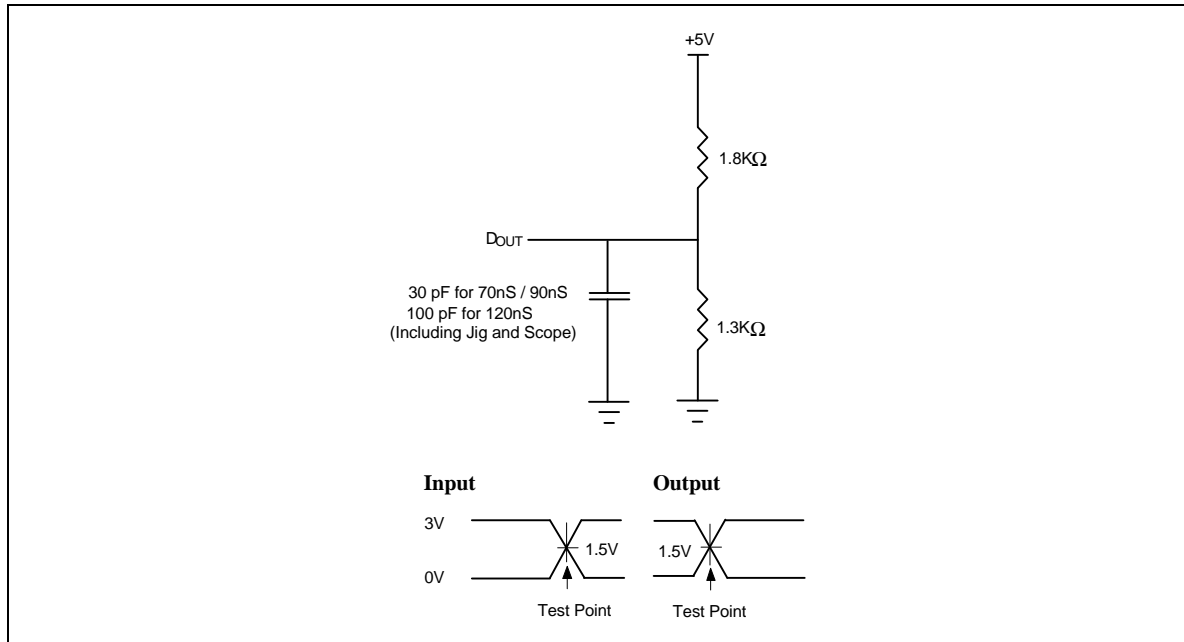 +5V
1.8KΩ
DOUT
30 pF for 70nS / 90nS
100 pF for 120nS
(Including Jig and Scope)
1.3KΩ
Input
Output
3V
1.5V
1.5V
0V
Test Point
Test Point